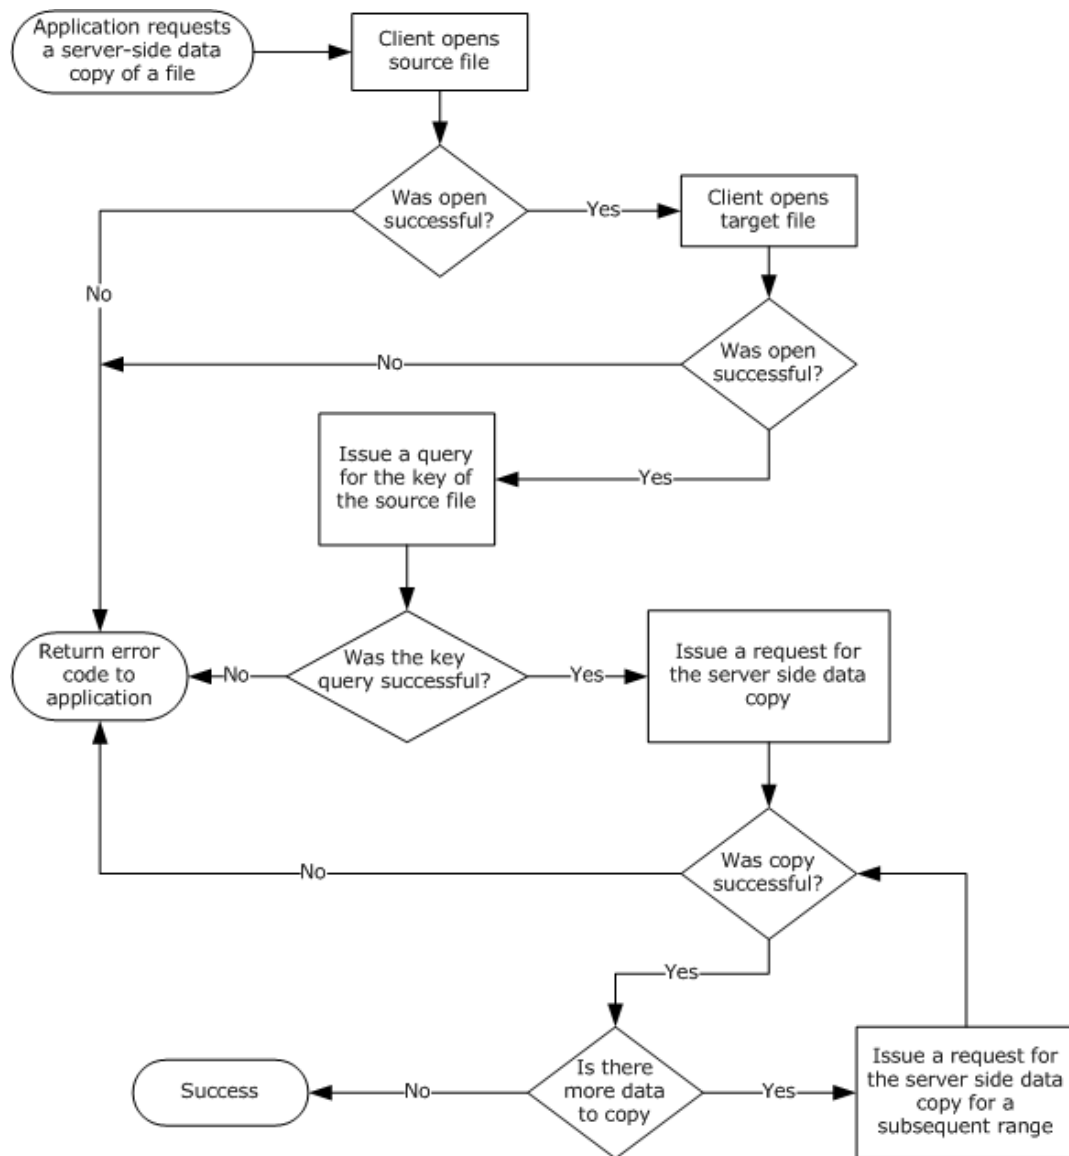 Application requests
a server-side data
copy of a file
Client opens
source file
Was open
successful?
Yes
Client opens
target file
No
Was open
successful?
No
Issue a query
for the key of
the source file
Yes
Return error
code to
application
No
Was the key
query successful?
Yes
Issue a request for
the server side data
copy
Was copy
successful?
No
Yes
Success
No
Is there
more data
to copy
Yes
Issue a request for
the server side data
copy for a
subsequent range